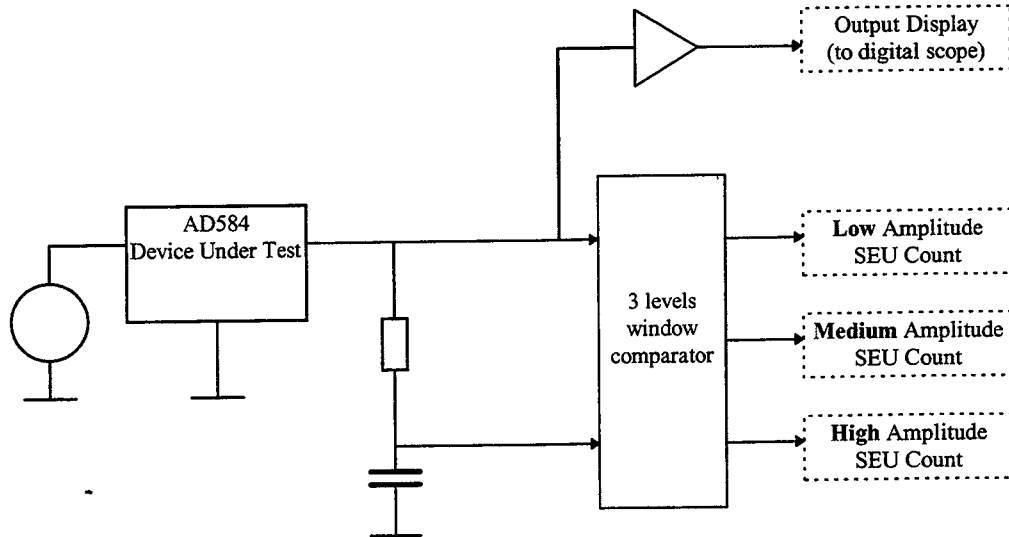 Output Display
(to digital scope)
AD584
Device Under Test
3 levels
window
comparator
Low Amplitude
SEU Count
Medium Amplitude
SEU Count
High Amplitude
SEU Count